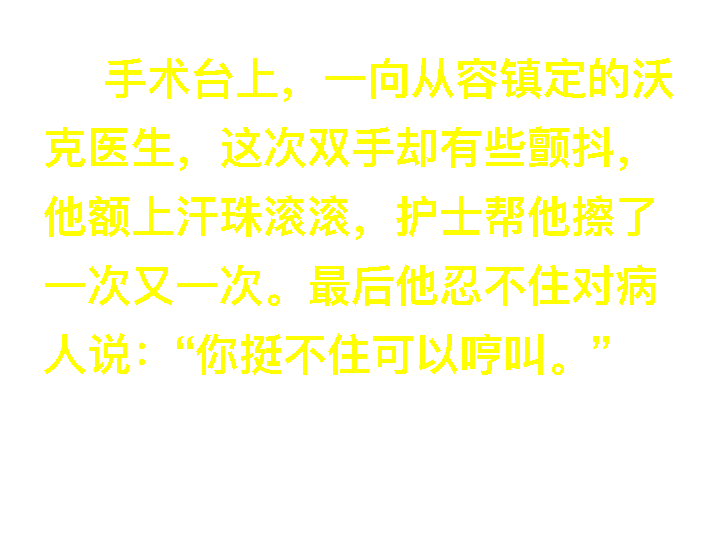 手术台上，一向从容镇定的沃
克医生，这次双手却有些颤抖，
他额上汗珠滚滚，护士帮他擦了
一次又一次。最后他忍不住对病
人说：“你挺不住可以哼叫。”